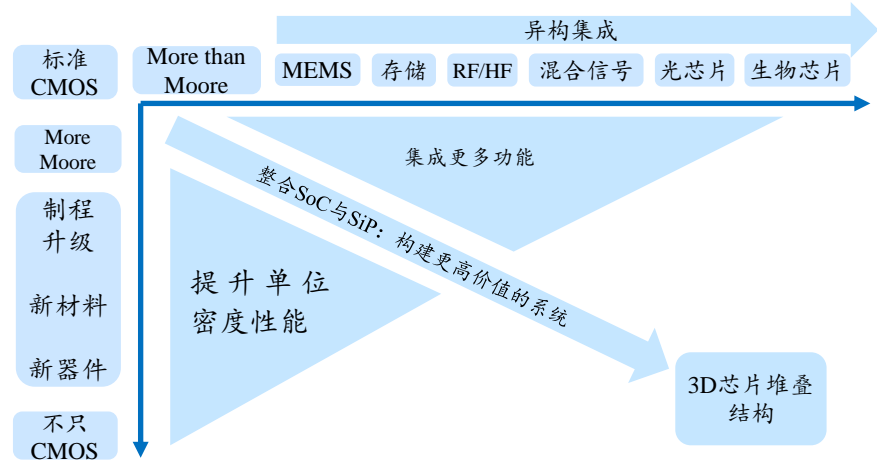 异构集成
标准
CMOS
More than
Moore
MEMS
存储
RF/HF
混合信号
光芯片
生物芯片
More
Moore
集成更多功能
整合SoC与SiP：构建更高价值的系统
制程
升级
新材料
新器件
提升单位
密度性能
3D芯片堆叠
结构
不只
CMOS